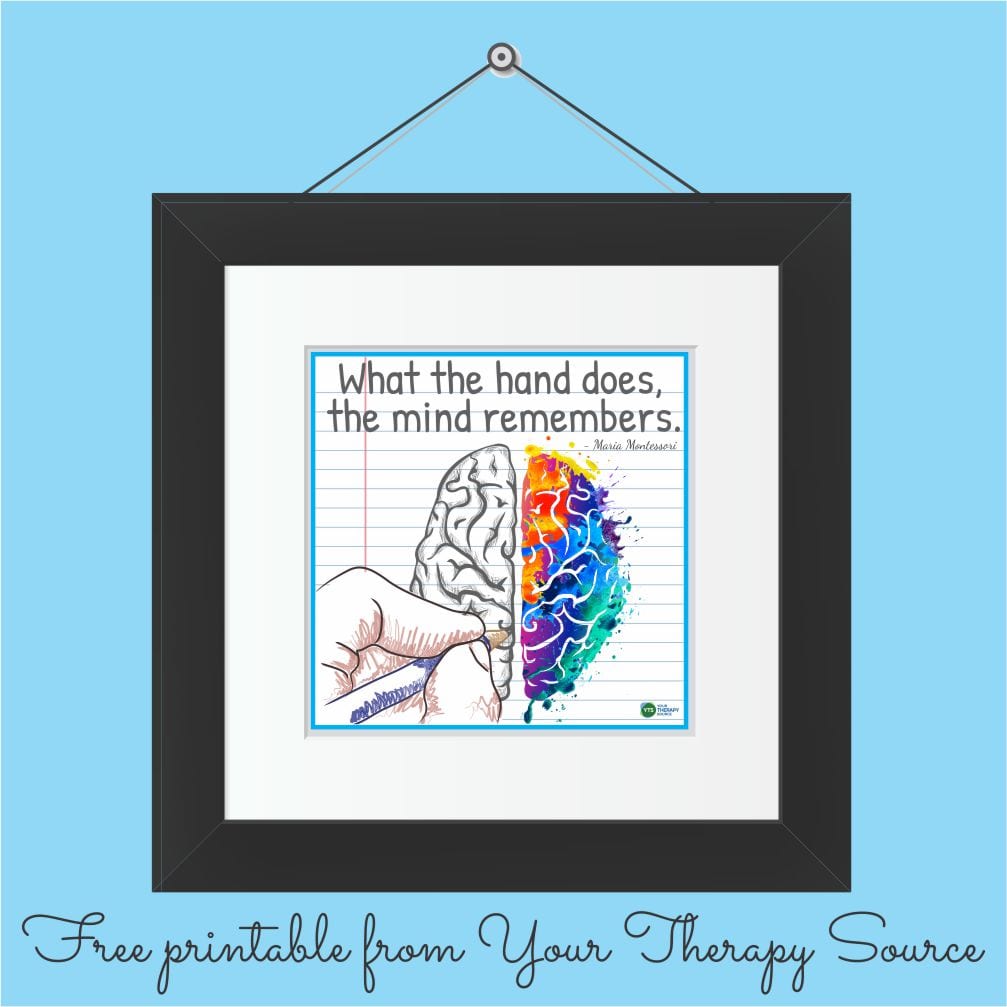 What the hand does,
the mind remembers.
- Maria Montessori
YTS
YOUR
THERAPY
SOURCE
Free printable from Your Therapy Source